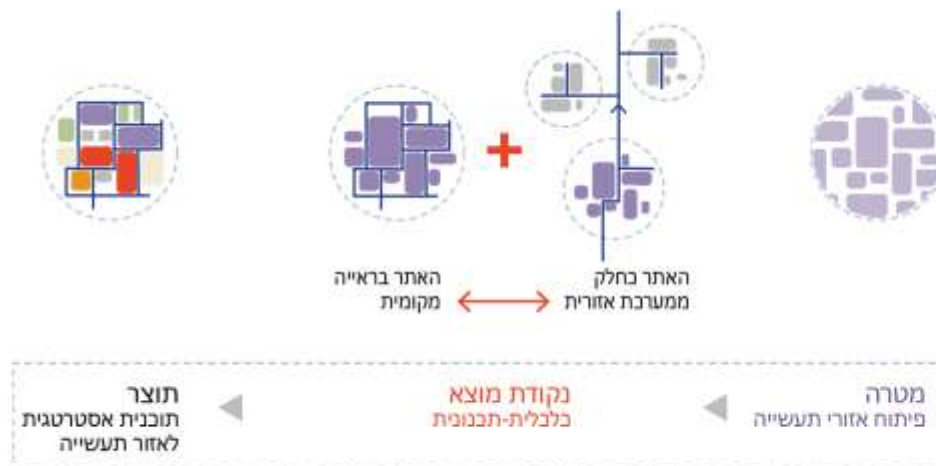 האתר כחלק
ממערכת אזורית
האתר בראייה
מקומית
מטרה
פיתוח אזורי תעשייה
נקודת מוצא
כלכלית-תכנונית
תוצר
תוכנית אסטרטגית
לאזור תעשייה